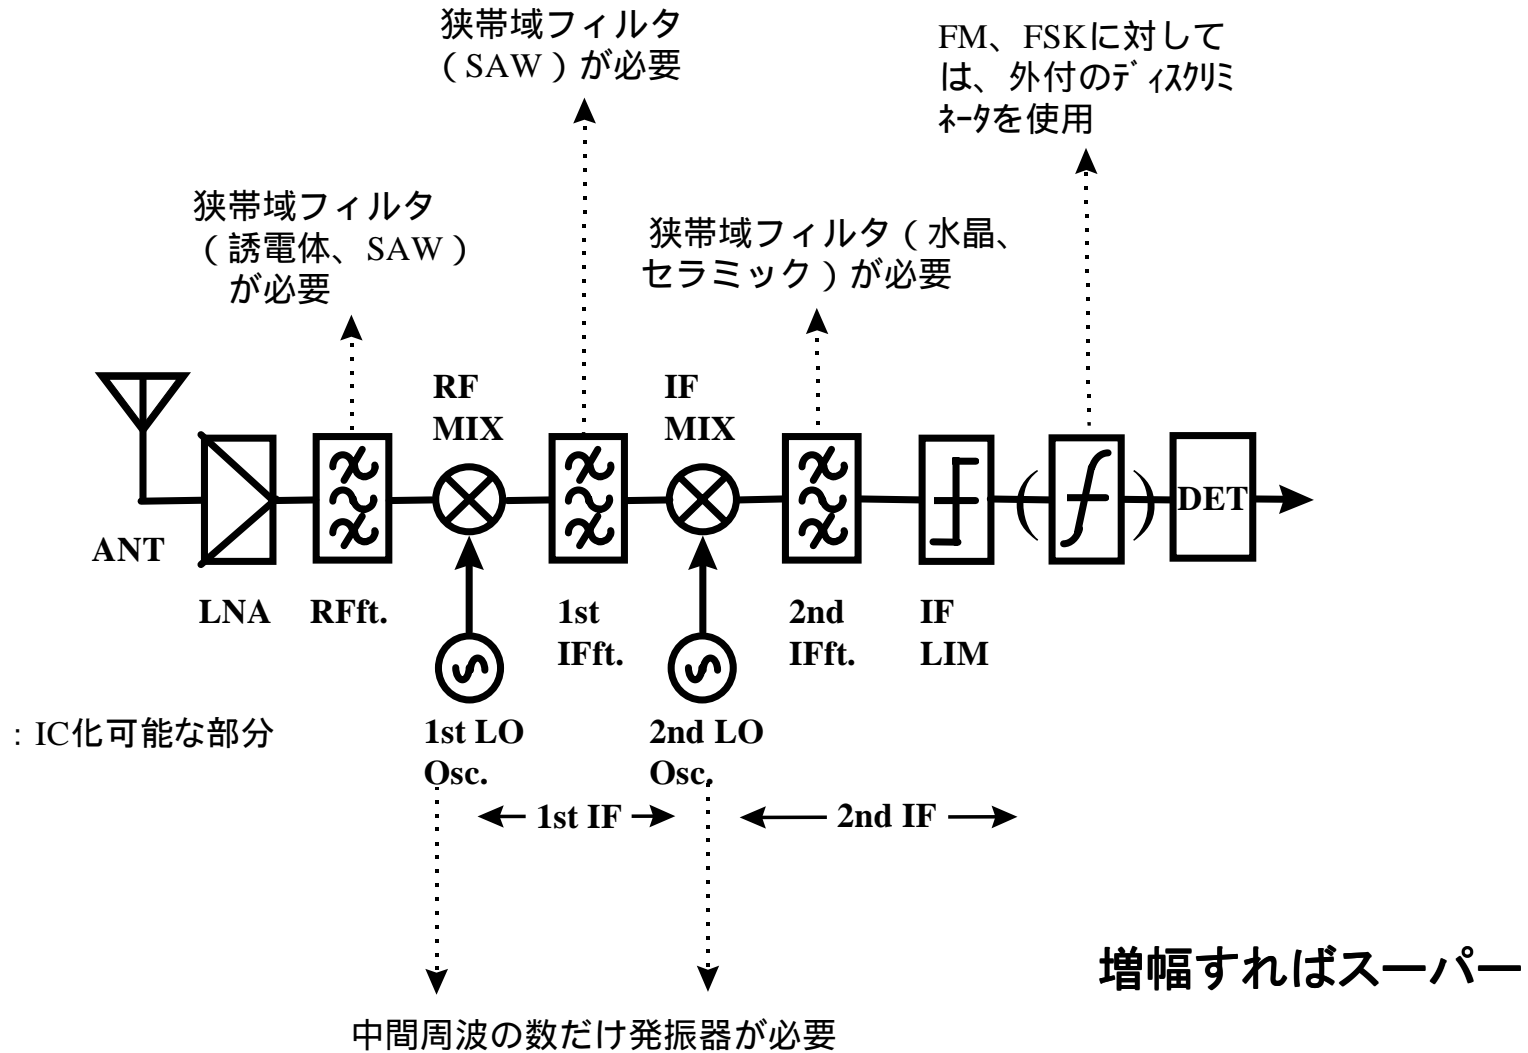 狭帯域フィルタ
（SAW）が必要
FM、FSKに対して
は、外付のﾃﾞｨｽｸﾘﾐ
ﾈｰﾀを使用
狭帯域フィルタ
（誘電体、SAW）
が必要
狭帯域フィルタ（水晶、
セラミック）が必要
RF
MIX
IF
MIX
(
)
DET
ANT
LNA
RFft.
1st
IFft.
2nd
IFft.
IF
LIM
：IC化可能な部分
1st LO
Osc.
2nd LO
Osc.
1st IF
2nd IF
増幅すればスーパー
中間周波の数だけ発振器が必要